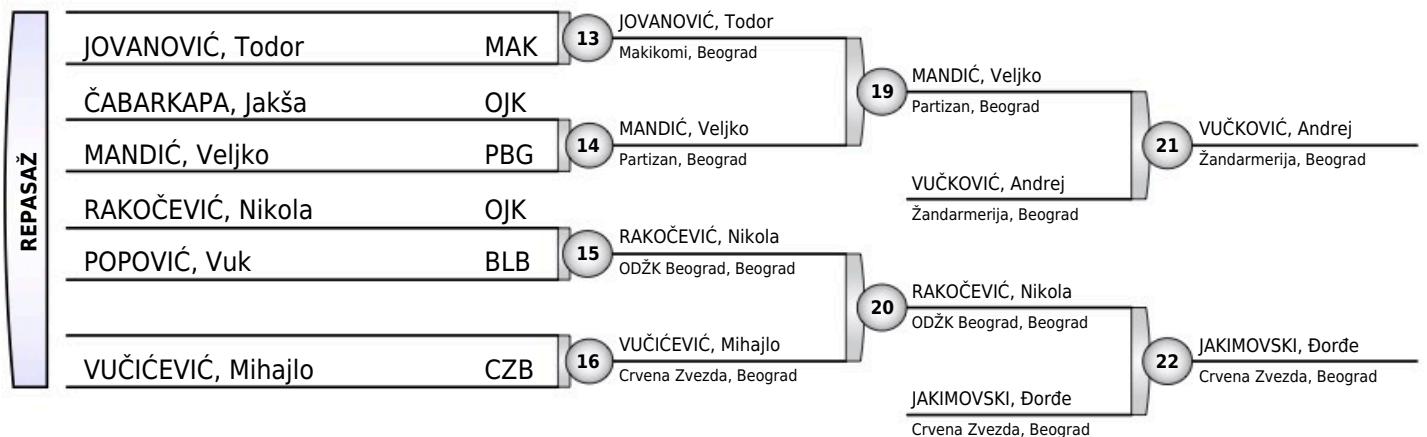 REPASAŽ
JOVANOVIĆ, Todor MAK
ČABARKAPA, Jakša OJK
MANDIĆ, Veljko PBG
RAKOČEVIĆ, Nikola OJK
POPOVIĆ, Vuk BLB
VUČIĆEVIĆ, Mihajlo CZB
13
JOVANOVIĆ, Todor
Makikomi, Beograd
14
MANDIĆ, Veljko
Partizan, Beograd
15
RAKOČEVIĆ, Nikola
ODŽK Beograd, Beograd
16
VUČIĆEVIĆ, Mihajlo
Crvena Zvezda, Beograd
19
MANDIĆ, Veljko
Partizan, Beograd
VUČKOVIĆ, Andrej
Žandarmerija, Beograd
20
RAKOČEVIĆ, Nikola
ODŽK Beograd, Beograd
JAKIMOVSKI, Đorđe
Crvena Zvezda, Beograd
21
VUČKOVIĆ, Andrej
Žandarmerija, Beograd
22
JAKIMOVSKI, Đorđe
Crvena Zvezda, Beograd